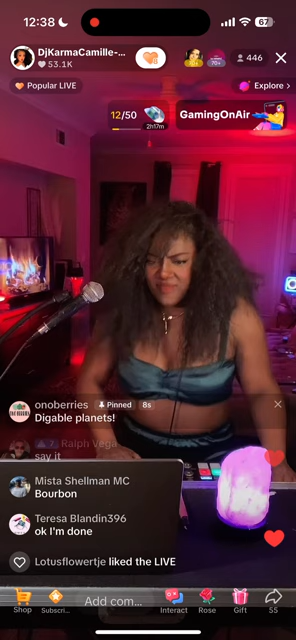 12:38
67
DjKarmaCamille-...
53.1K
70+
446
Popular LIVE
Explore >
12/50
2h17m
GamingOnAir
onoberries Pinned 8s
Digable planets!
2 Ralph Vega
say it
Mista Shellman MC
Bourbon
Teresa Blandin396
ok I'm done
Lotusflowertje liked the LIVE
Shop
Subscri...
Add com...
Interact
Rose
Gift
55